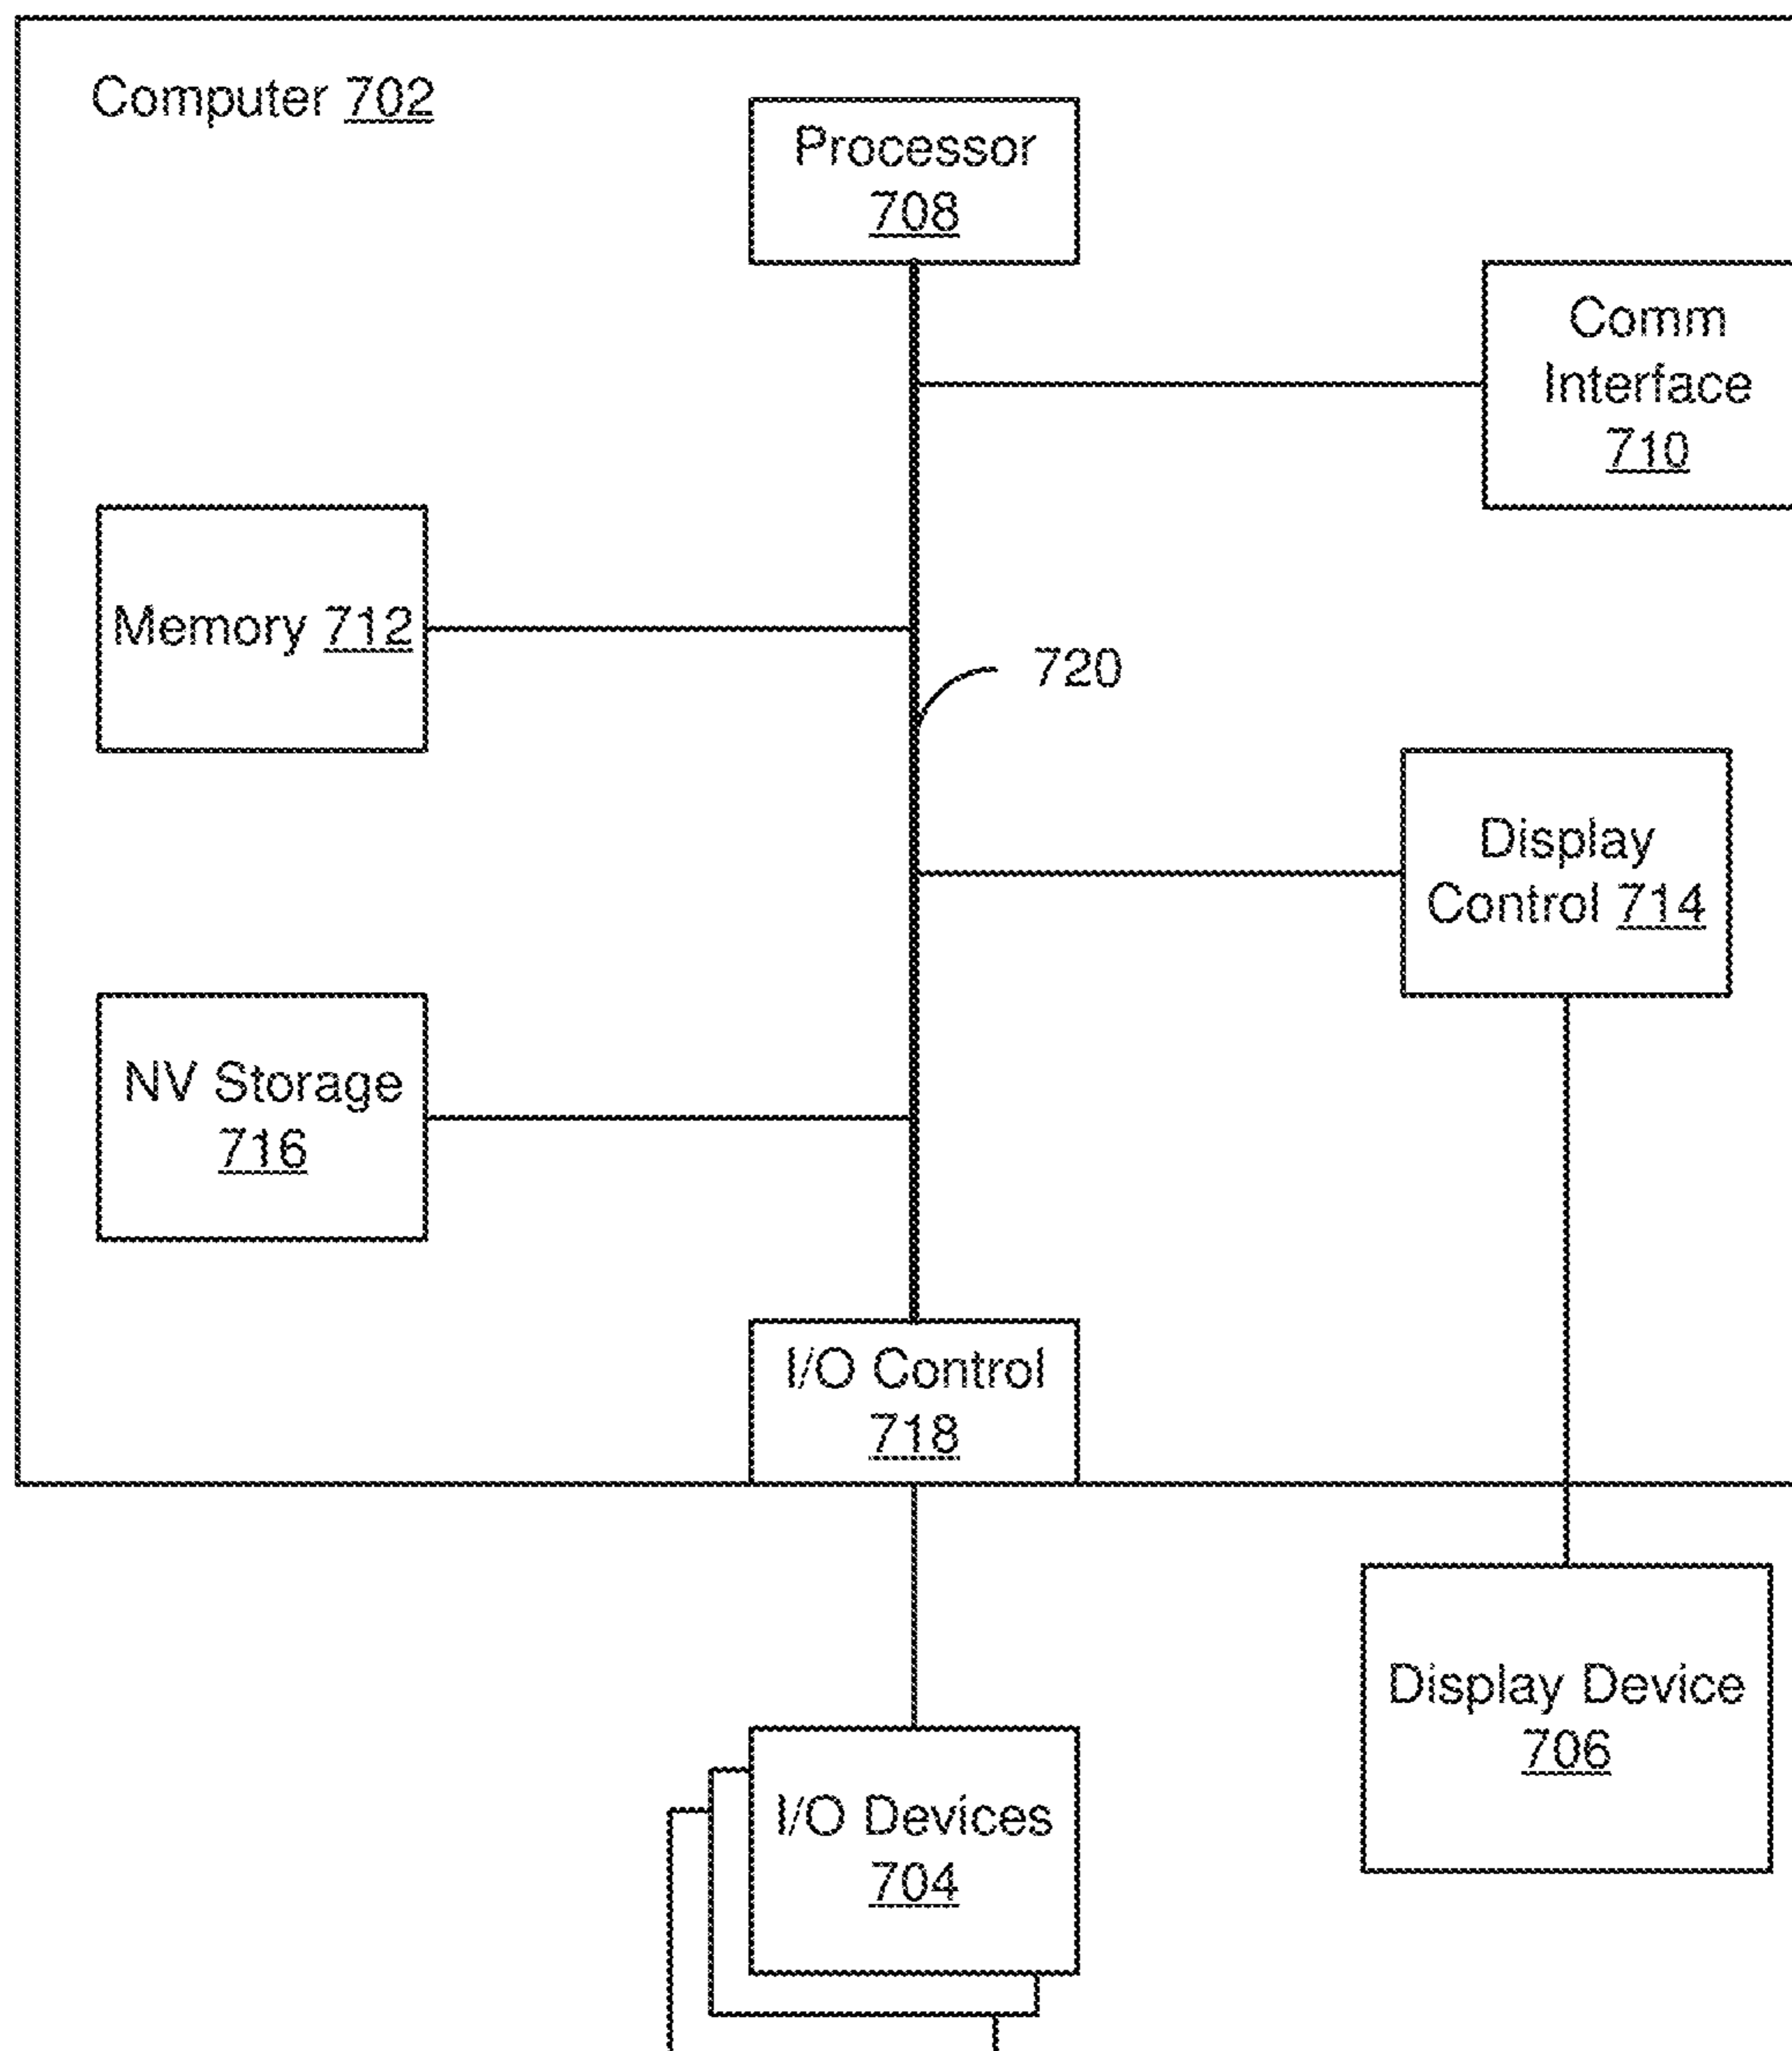 Computer 702
Processor
708
Comm
Interface
710
Memory 712
720
Display
Control 714
NV Storage
716
I/O Control
718
Display Device
706
I/O Devices
704